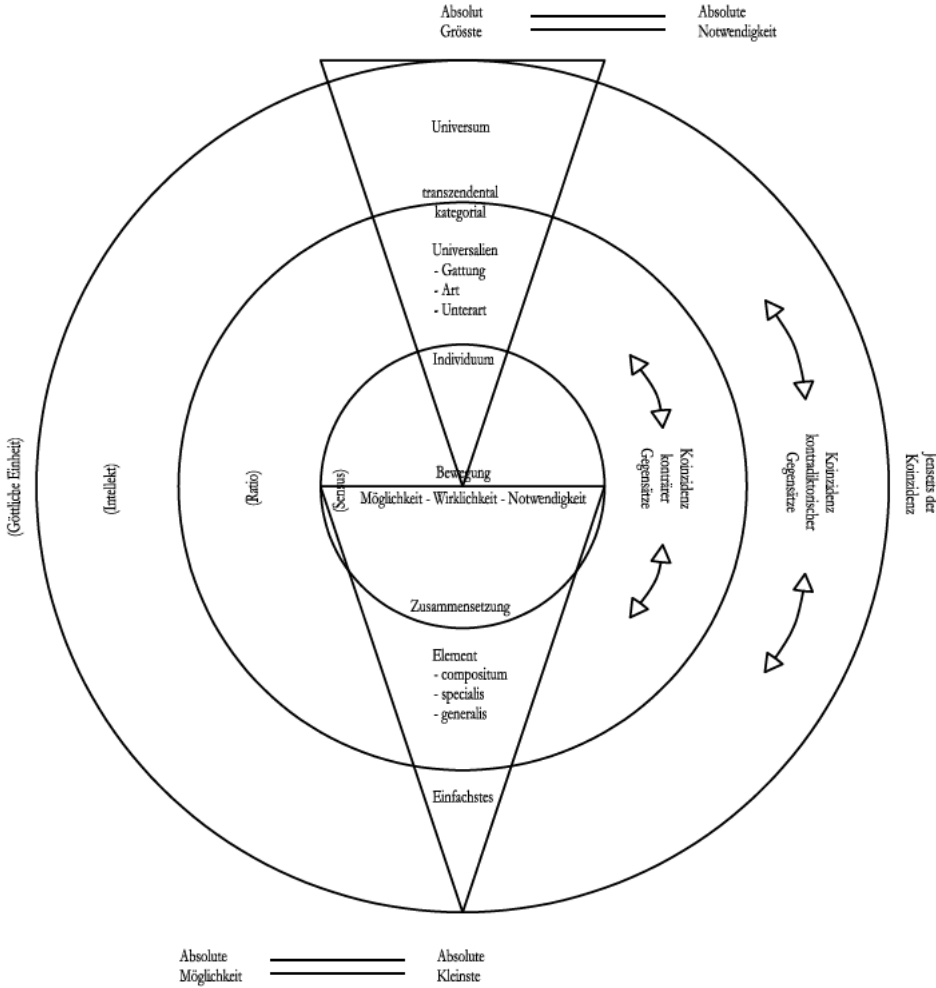 Absolut
Grösste
Absolute
Notwendigkeit
Universum
transzendental
kategorial
Universalien
- Gattung
- Art
- Unterart
Individuum
Bewegung
Möglichkeit - Wirklichkeit - Notwendigkeit
Zusammensetzung
Element
- compositum
- specialis
- generalis
Einfachstes
(Göttliche Einheit)
(Intellekt)
(Ratio)
(Sensus)
Koinzidenz
konträrer
Gegensätze
Koinzidenz
kontradiktorischer
Gegensätze
Jenseits der
Koinzidenz
Absolute
Möglichkeit
Absolute
Kleinste